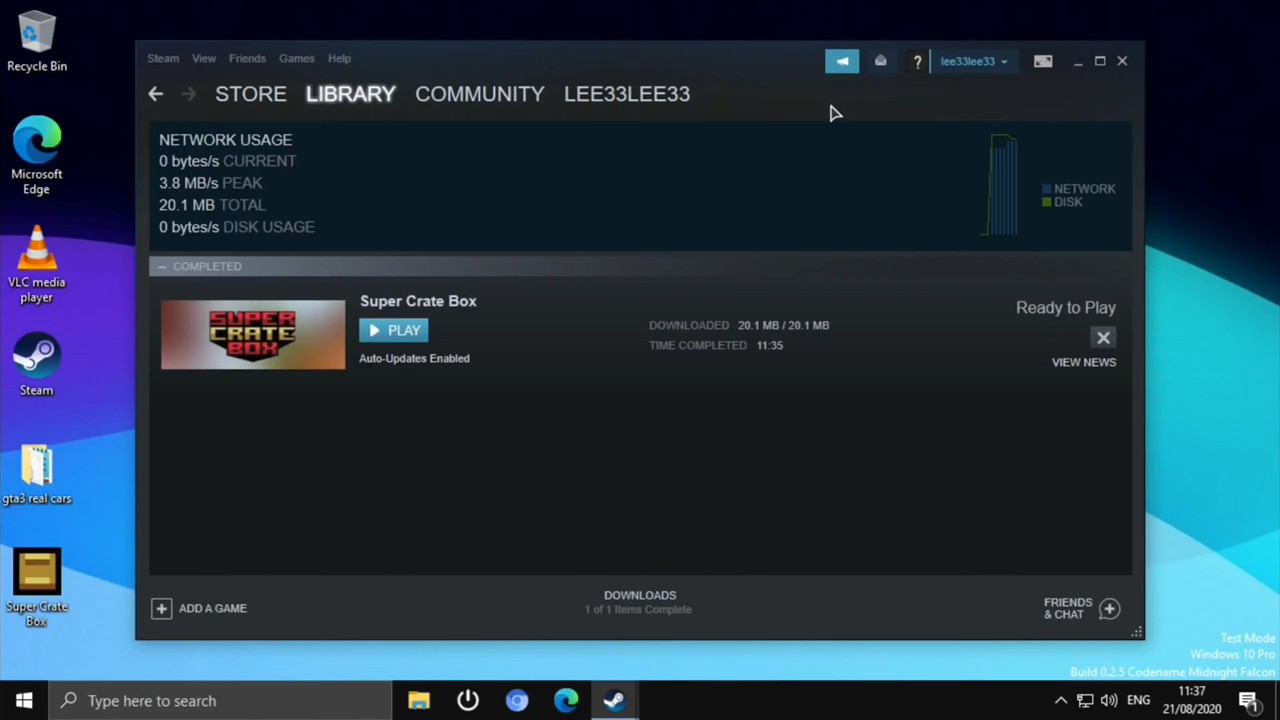 Recycle Bin
Microsoft
Edge
VLC media
player
Steam
gta3 real cars
Super Crate
Box
Steam View Friends Games Help
lee33lee33
STORE LIBRARY COMMUNITY LEE33LEE33
NETWORK USAGE
0 bytes/s CURRENT
3.8 MB/s PEAK
20.1 MB TOTAL
0 bytes/s DISK USAGE
NETWORK
DISK
COMPLETED
SUPER
CRATE
BOX
Super Crate Box
PLAY
Auto-Updates Enabled
DOWNLOADED 20.1 MB / 20.1 MB
TIME COMPLETED 11:35
Ready to Play
VIEW NEWS
ADD A GAME
DOWNLOADS
1 of 1 Items Complete
FRIENDS
& CHAT
Test Mode
Windows 10 Pro
Build 0.2.5 Codename Midnight Falcon
Type here to search
ENG
11:37
21/08/2020
1